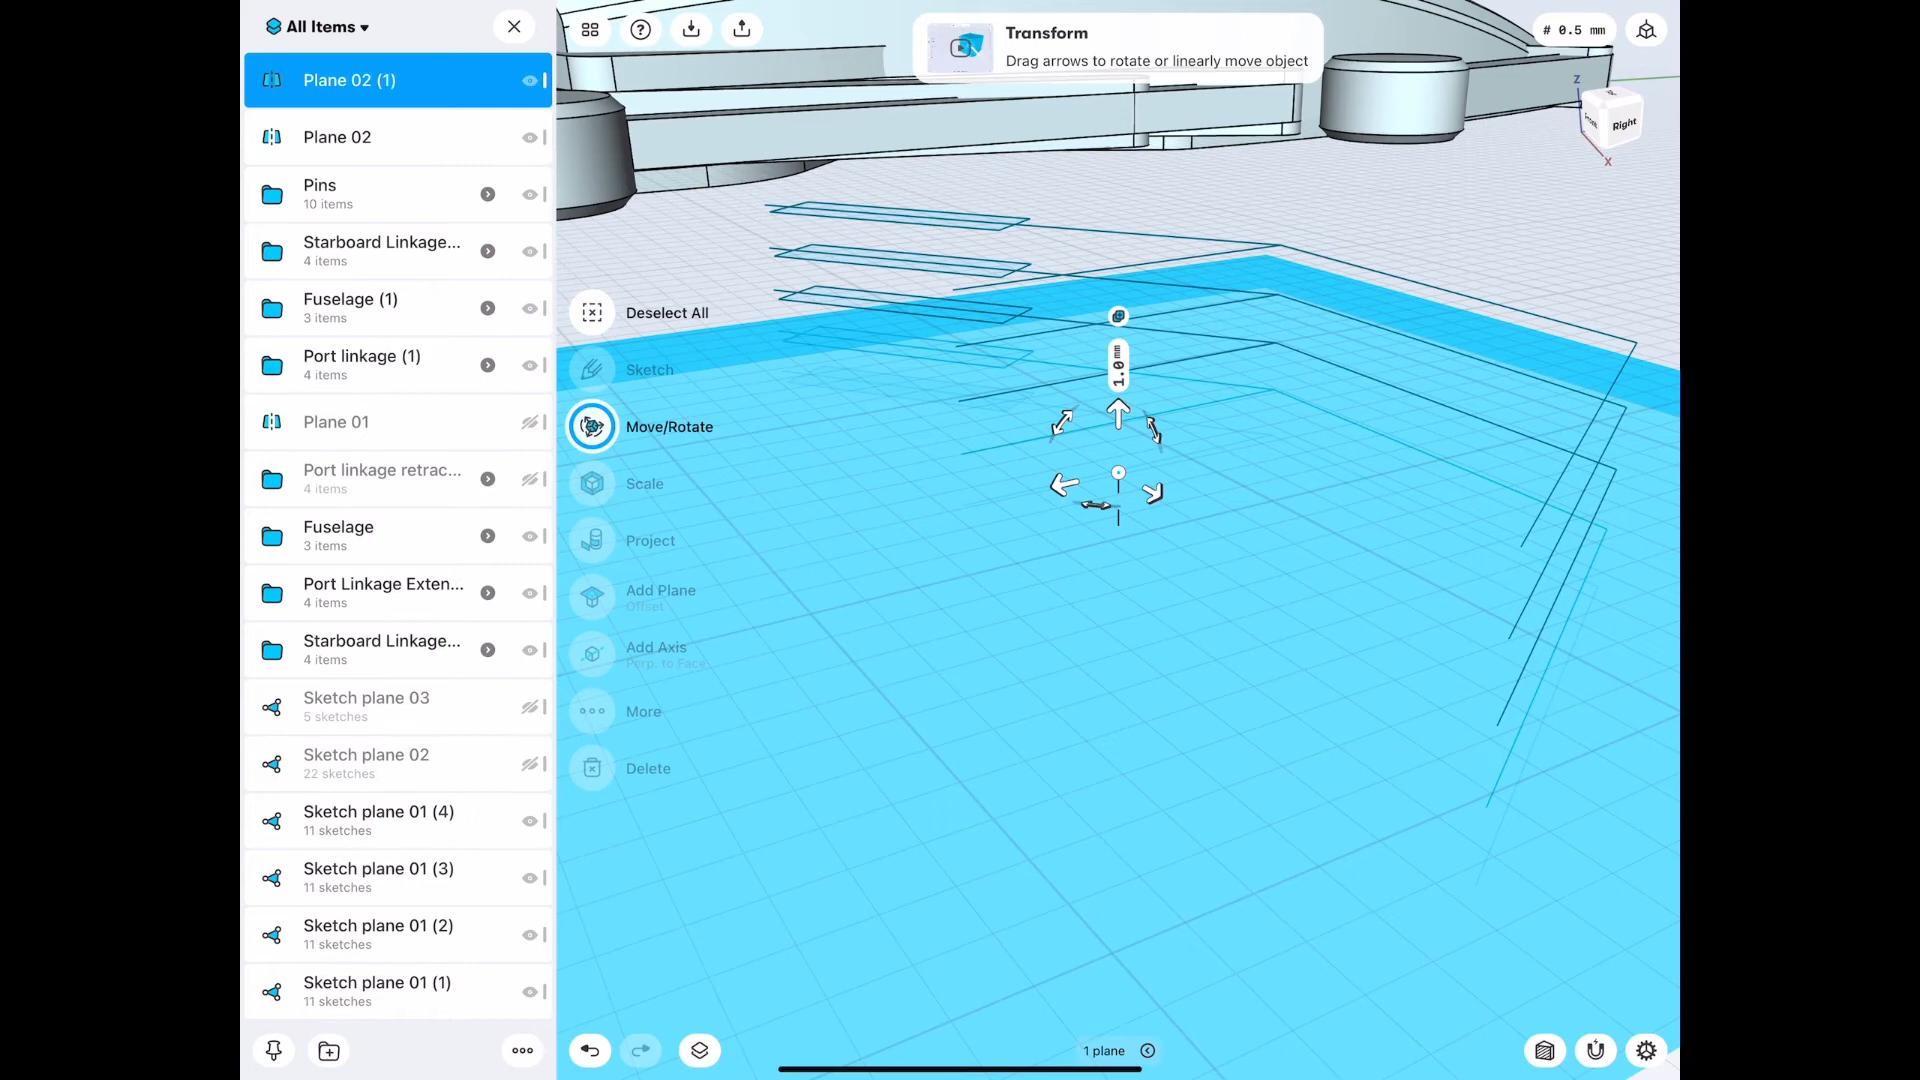 All Items
Plane 02 (1)
Plane 02
Pins
10 items
Starboard Linkage...
4 items
Fuselage (1)
3 items
Port linkage (1)
4 items
Plane 01
Port linkage retrac...
4 items
Fuselage
3 items
Port Linkage Exten...
4 items
Starboard Linkage...
4 items
Sketch plane 03
5 sketches
Sketch plane 02
22 sketches
Sketch plane 01 (4)
11 sketches
Sketch plane 01 (3)
11 sketches
Sketch plane 01 (2)
11 sketches
Sketch plane 01 (1)
11 sketches
Deselect All
Sketch
Move/Rotate
Scale
Project
Add Plane
Offset
Add Axis
Perp. to Face
More
Delete
Transform
Drag arrows to rotate or linearly move object
# 0.5 mm
Z
Right
X
1.0 mm
1 plane